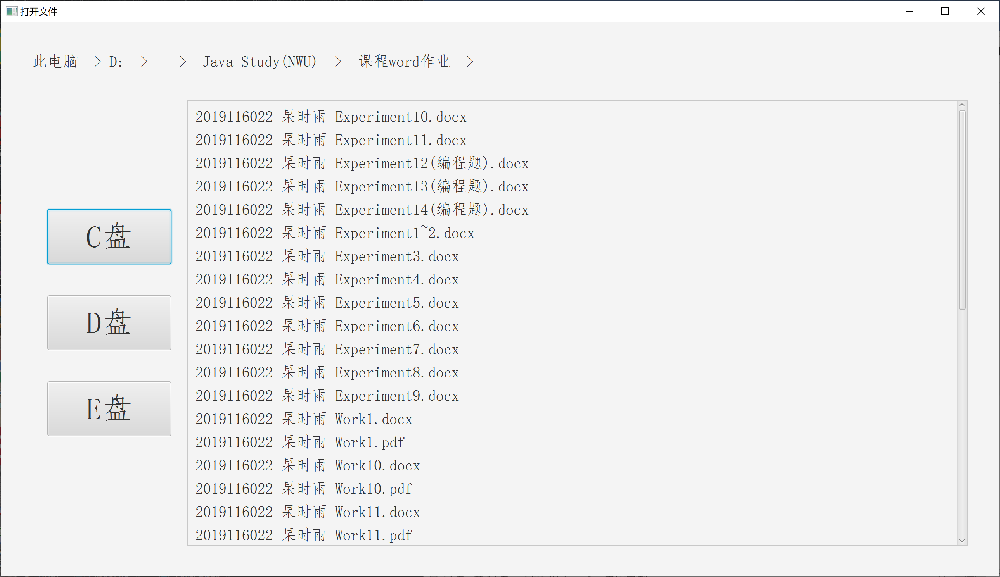 打开文件
此电脑 > D: > > Java Study(NWU) > 课程word作业 >
2019116022 杲时雨 Experiment10.docx
2019116022 杲时雨 Experiment11.docx
2019116022 杲时雨 Experiment12(编程题).docx
2019116022 杲时雨 Experiment13(编程题).docx
2019116022 杲时雨 Experiment14(编程题).docx
2019116022 杲时雨 Experiment1~2.docx
2019116022 杲时雨 Experiment3.docx
2019116022 杲时雨 Experiment4.docx
2019116022 杲时雨 Experiment5.docx
2019116022 杲时雨 Experiment6.docx
2019116022 杲时雨 Experiment7.docx
2019116022 杲时雨 Experiment8.docx
2019116022 杲时雨 Experiment9.docx
2019116022 杲时雨 Work1.docx
2019116022 杲时雨 Work1.pdf
2019116022 杲时雨 Work10.docx
2019116022 杲时雨 Work10.pdf
2019116022 杲时雨 Work11.docx
2019116022 杲时雨 Work11.pdf
C盘
D盘
E盘